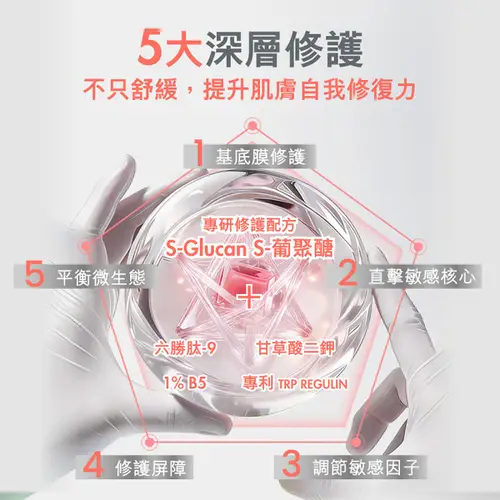 5大深層修護
不只舒緩，提升肌膚自我修復力
1 基底膜修護
專研修護配方
S-Glucan S-葡聚醣
5 平衡微生態
2 直擊敏感核心
+
六勝肽-9 甘草酸二鉀
1% B5 專利 TRP REGULIN
4 修護屏障
3 調節敏感因子